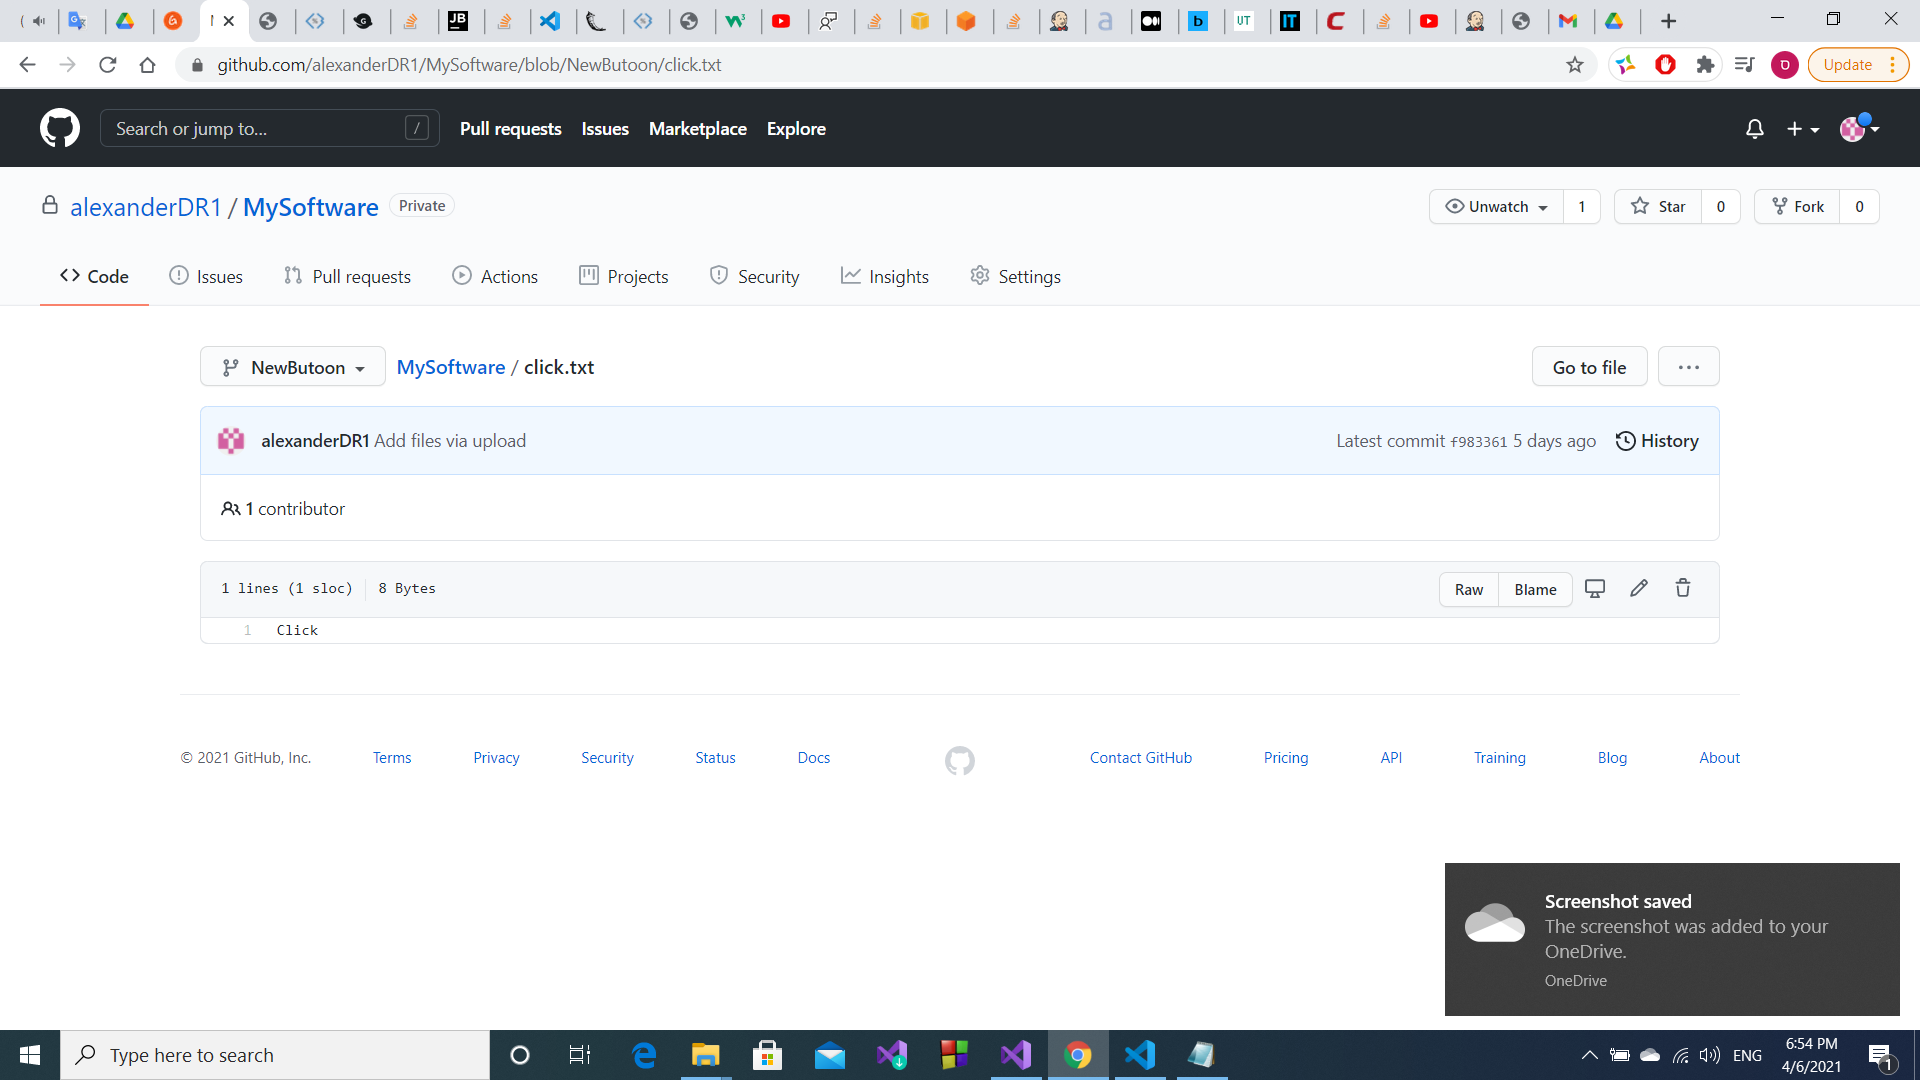 JB
w3
UT
IT
a
b
github.com/alexanderDR1/MySoftware/blob/NewButoon/click.txt
Update
Search or jump to...
/
Pull requests
Issues
Marketplace
Explore
alexanderDR1 / MySoftware
Private
Unwatch
1
Star
0
Fork
0
Code
Issues
Pull requests
Actions
Projects
Security
Insights
Settings
NewButoon
MySoftware / click.txt
Go to file
alexanderDR1 Add files via upload
Latest commit f983361 5 days ago
History
1 contributor
1 lines (1 sloc)
8 Bytes
Raw
Blame
1
Click
© 2021 GitHub, Inc.
Terms
Privacy
Security
Status
Docs
Contact GitHub
Pricing
API
Training
Blog
About
Screenshot saved
The screenshot was added to your
OneDrive.
OneDrive
Type here to search
ENG
6:54 PM
4/6/2021
1